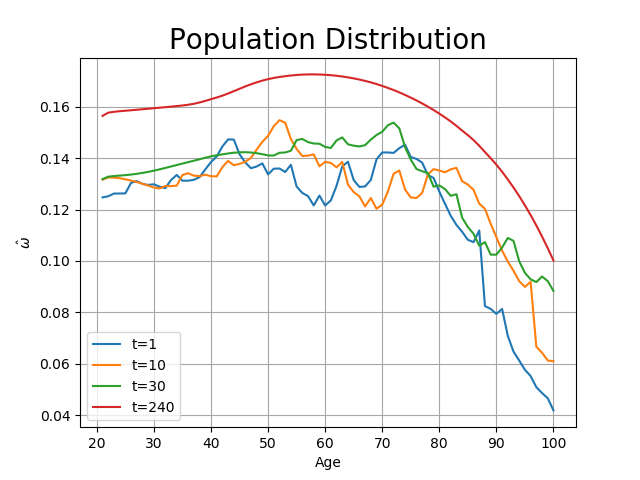 Population Distribution
0.16
0.14
0.12
0.10
0.08
0.06
0.04
ω̂
t=1
t=10
t=30
t=240
20 30 40 50 60 70 80 90 100
Age